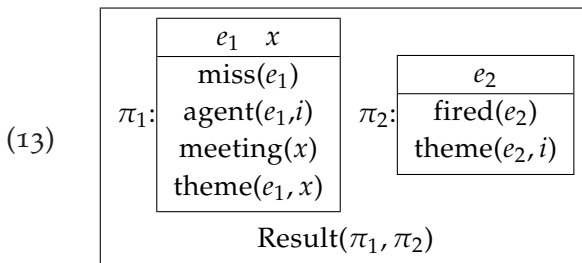 (13)
e₁ x
miss(e₁)
π₁: agent(e₁,i)
meeting(x)
theme(e₁, x)
e₂
π₂: fired(e₂)
theme(e₂, i)
Result(π₁, π₂)